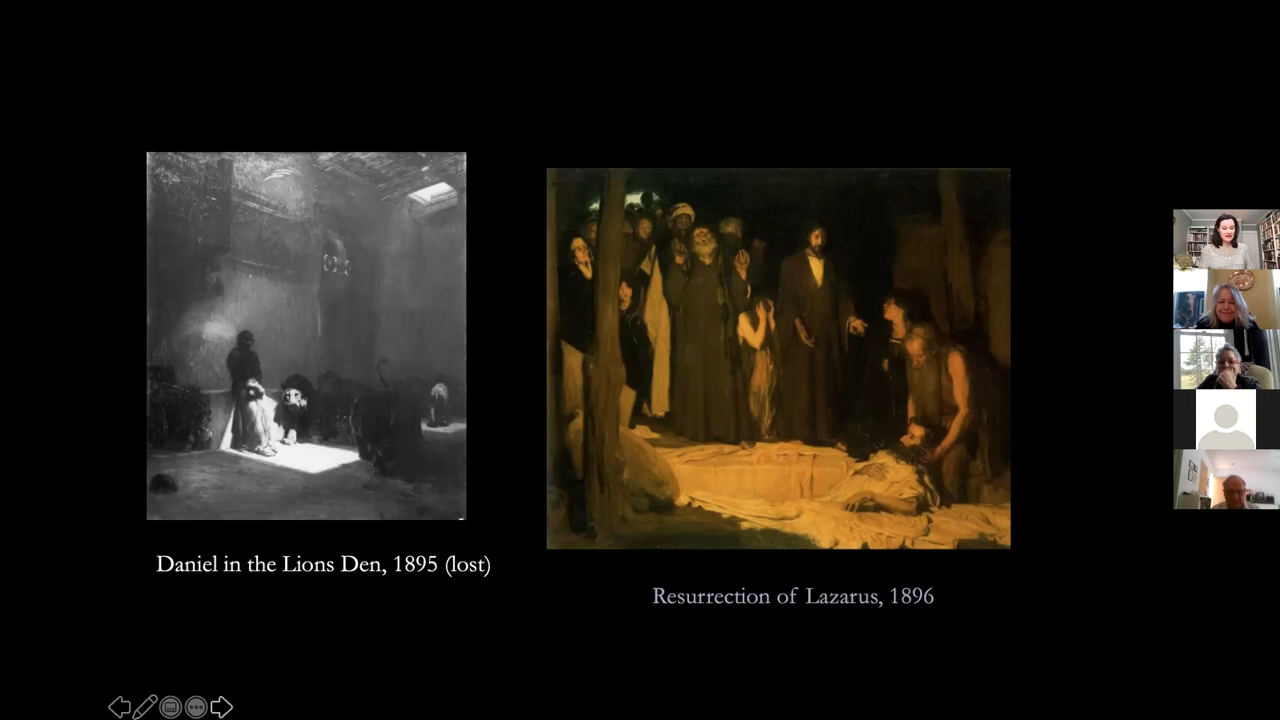 Daniel in the Lions Den, 1895 (lost)
Resurrection of Lazarus, 1896